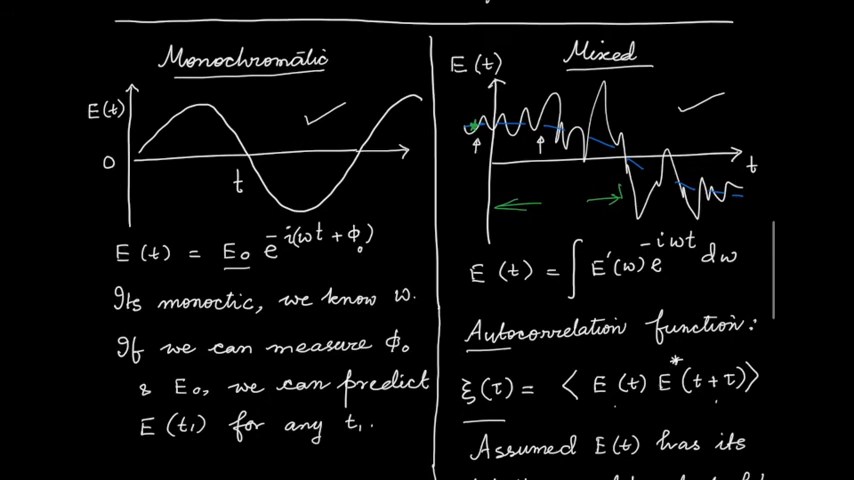 Monochromatic
E(t)
0
t
E(t) = E₀ e^-i(ωt + ϕ₀)
Its monoctic, we know ω.
If we can measure ϕ₀
& E₀, we can predict
E(t₁) for any t₁.
Mixed
E(t)
t
E(t) = ∫ E'(ω) e^-iωt dω
Autocorrelation function:
ξ(τ) = ⟨ E(t) E*(t+τ)⟩
Assumed E(t) has its